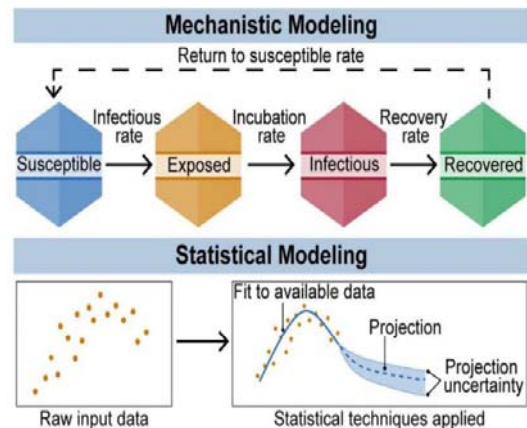 Mechanistic Modeling
Return to susceptible rate
Infectious rate
Incubation rate
Recovery rate
Susceptible
Exposed
Infectious
Recovered
Statistical Modeling
Fit to available data
Projection
Projection uncertainty
Raw input data
Statistical techniques applied